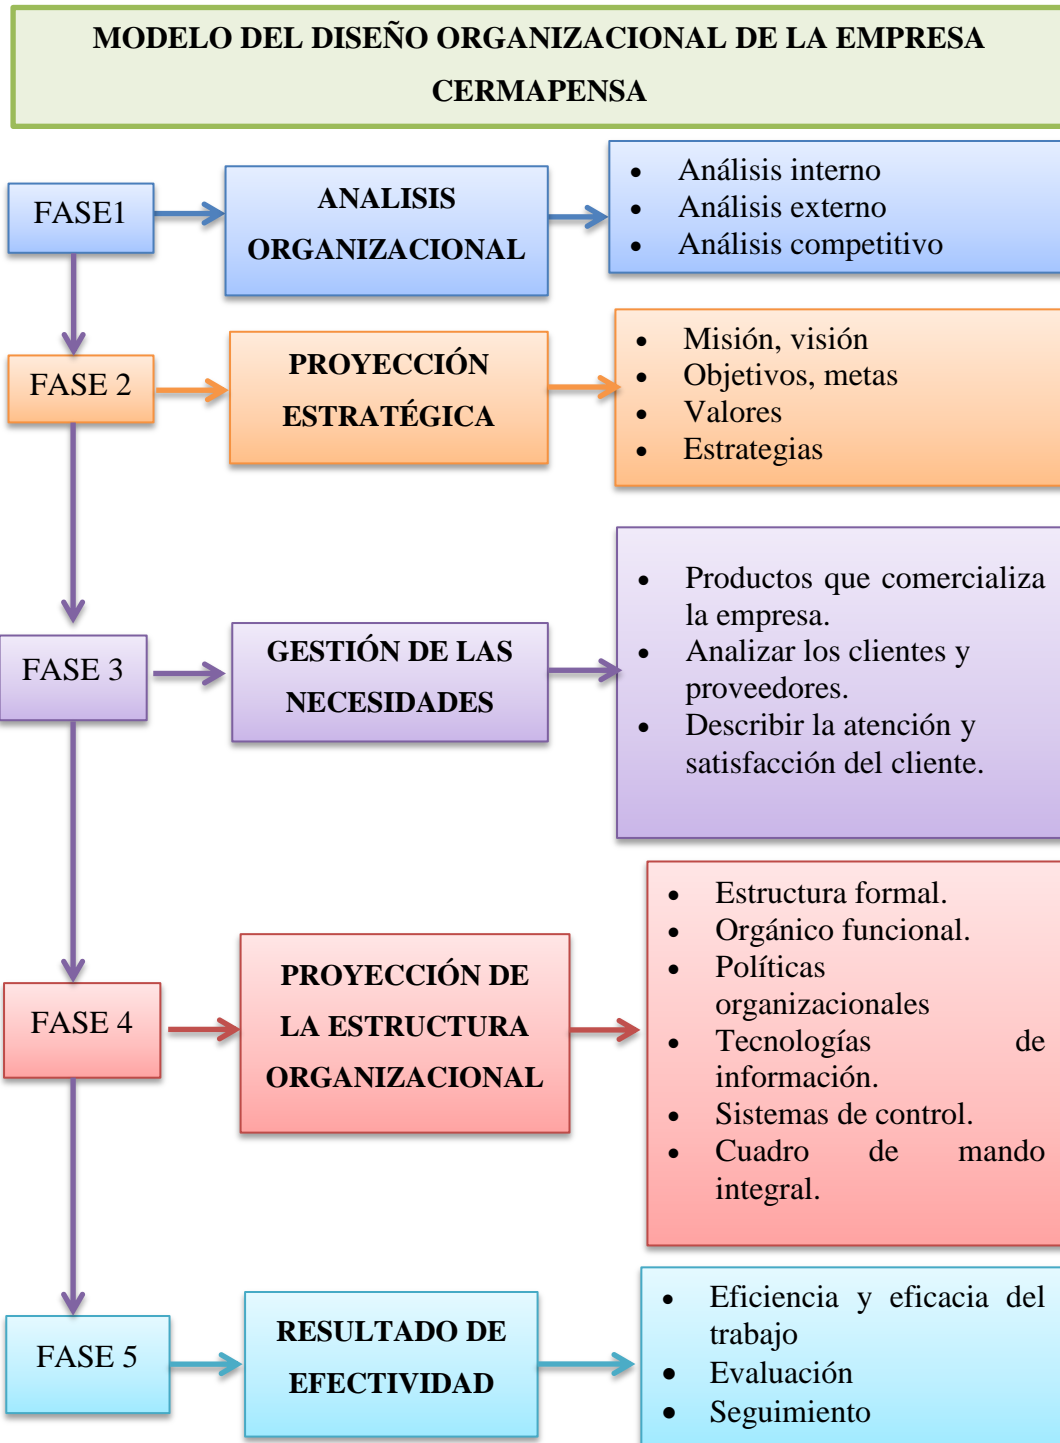 MODELO DEL DISEÑO ORGANIZACIONAL DE LA EMPRESA
CERMAPENSA
FASE1
ANALISIS
ORGANIZACIONAL
• Análisis interno
• Análisis externo
• Análisis competitivo
FASE 2
PROYECCIÓN
ESTRATÉGICA
• Misión, visión
• Objetivos, metas
• Valores
• Estrategias
FASE 3
GESTIÓN DE LAS
NECESIDADES
• Productos que comercializa
la empresa.
• Analizar los clientes y
proveedores.
• Describir la atención y
satisfacción del cliente.
FASE 4
PROYECCIÓN DE
LA ESTRUCTURA
ORGANIZACIONAL
• Estructura formal.
• Orgánico funcional.
• Políticas
organizacionales
• Tecnologías de
información.
• Sistemas de control.
• Cuadro de mando
integral.
FASE 5
RESULTADO DE
EFECTIVIDAD
• Eficiencia y eficacia del
trabajo
• Evaluación
• Seguimiento